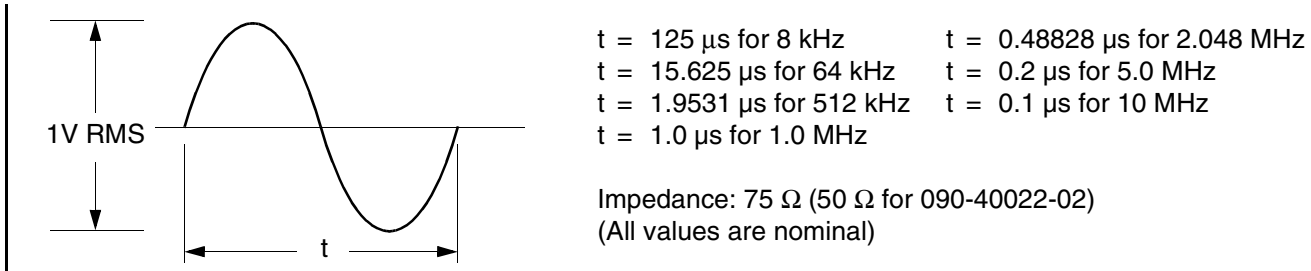 1V RMS
t
t = 125 μs for 8 kHz
t = 15.625 µs for 64 kHz
t = 1.9531 µs for 512 kHz
t = 1.0 µs for 1.0 MHz
t = 0.48828 µs for 2.048 MHz
t = 0.2 µs for 5.0 MHz
t = 0.1 µs for 10 MHz
Impedance: 75 Ω (50 Ω for 090-40022-02)
(All values are nominal)